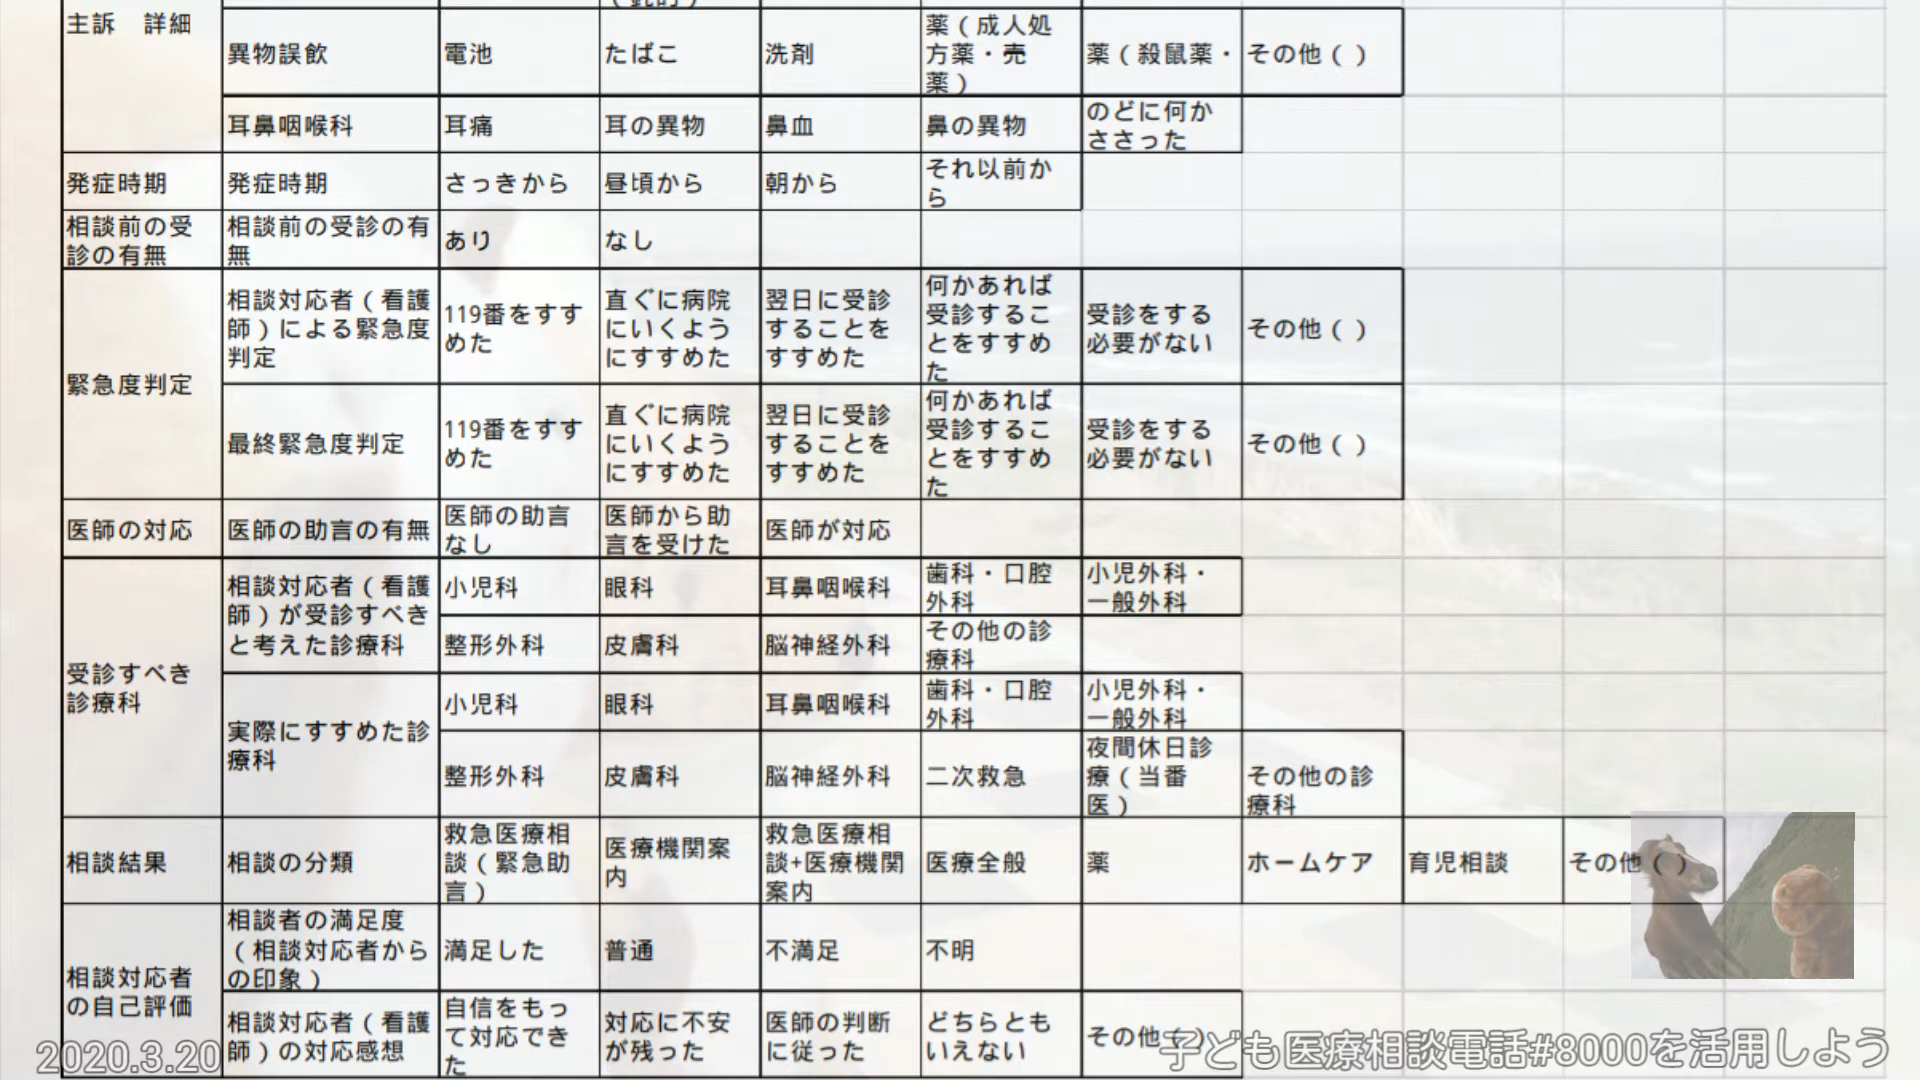 主訴　詳細
異物誤飲
電池
たばこ
洗剤
薬（成人処
方薬・売
薬）
薬（殺鼠薬・
その他（ ）
耳鼻咽喉科
耳痛
耳の異物
鼻血
鼻の異物
のどに何か
ささった
発症時期
発症時期
さっきから
昼頃から
朝から
それ以前か
ら
相談前の受
診の有無
相談前の受診の有
無
あり
なし
緊急度判定
相談対応者（看護
師）による緊急度
判定
119番をすす
めた
直ぐに病院
にいくよう
にすすめた
翌日に受診
することを
すすめた
何かあれば
受診するこ
とをすすめ
た
受診をする
必要がない
その他（ ）
最終緊急度判定
119番をすす
めた
直ぐに病院
にいくよう
にすすめた
翌日に受診
することを
すすめた
何かあれば
受診するこ
とをすすめ
た
受診をする
必要がない
その他（ ）
医師の対応
医師の助言の有無
医師の助言
なし
医師から助
言を受けた
医師が対応
受診すべき
診療科
相談対応者（看護
師）が受診すべき
と考えた診療科
小児科
眼科
耳鼻咽喉科
歯科・口腔
外科
小児外科・
一般外科
整形外科
皮膚科
脳神経外科
その他の診
療科
実際にすすめた診
療科
小児科
眼科
耳鼻咽喉科
歯科・口腔
外科
小児外科・
一般外科
整形外科
皮膚科
脳神経外科
二次救急
夜間休日診
療（当番
医）
その他の診
療科
相談結果
相談の分類
救急医療相
談（緊急助
言）
医療機関案
内
救急医療相
談+医療機関
案内
医療全般
薬
ホームケア
育児相談
その他（ ）
相談対応者
の自己評価
相談者の満足度
（相談対応者から
の印象）
満足した
普通
不満足
不明
相談対応者（看護
師）の対応感想
自信をもっ
て対応でき
た
対応に不安
が残った
医師の判断
に従った
どちらとも
いえない
その他（ ）
2020.3.20
子ども医療相談電話#8000を活用しよう